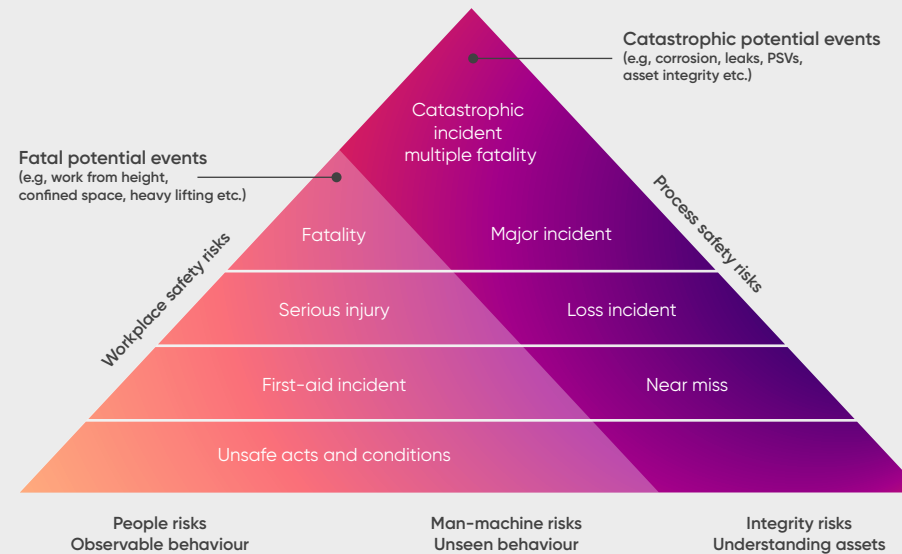 Catastrophic potential events
(e.g, corrosion, leaks, PSVs,
asset integrity etc.)
Catastrophic
incident
multiple fatality
Fatal potential events
(e.g, work from height,
confined space, heavy lifting etc.)
Workplace safety risks
Process safety risks
Fatality
Major incident
Serious injury
Loss incident
First-aid incident
Near miss
Unsafe acts and conditions
People risks
Observable behaviour
Man-machine risks
Unseen behaviour
Integrity risks
Understanding assets